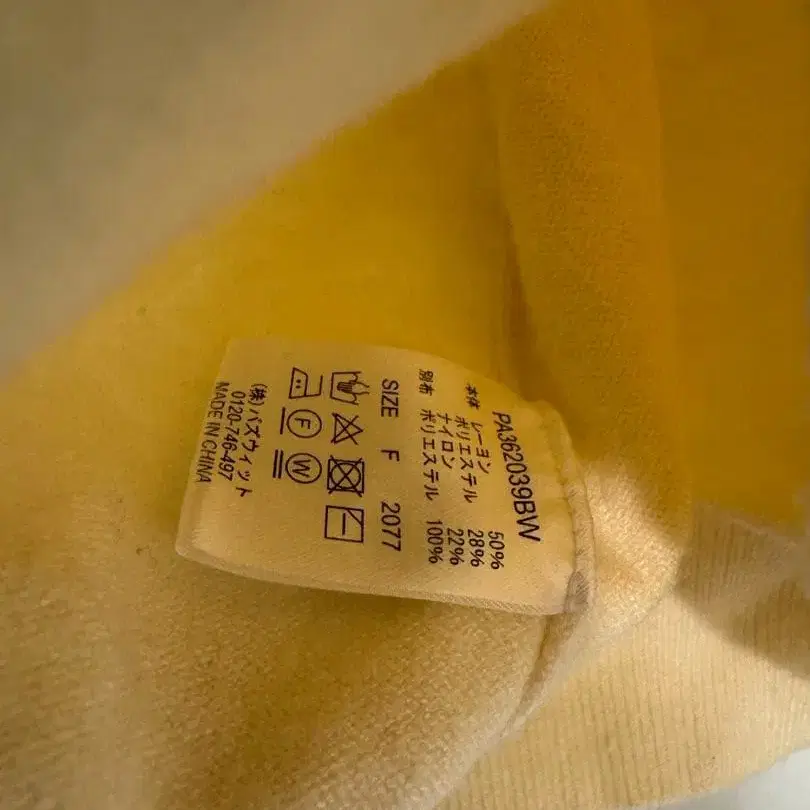 PA362039BW
本体 レーヨン 50%
ポリエステル 28%
ナイロン 22%
別布 ポリエステル 100%
SIZE F 2077
F W
(株)バズウィット
0120-746-497
MADE IN CHINA